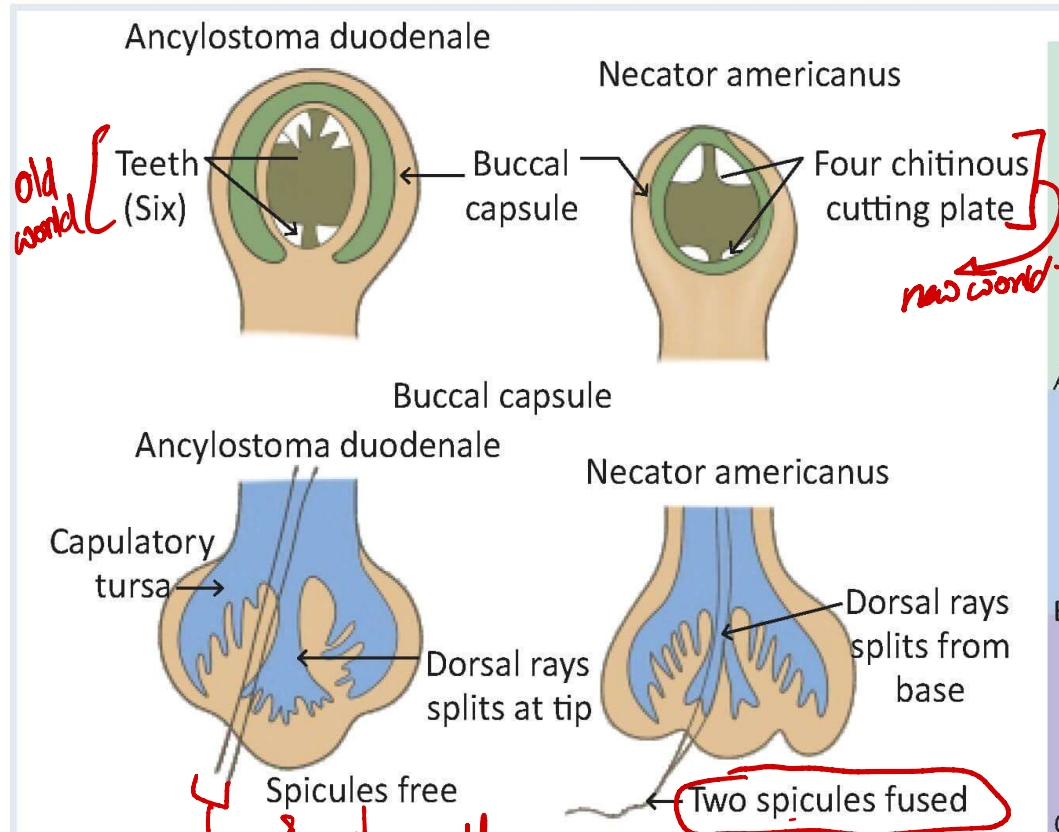 Ancylostoma duodenale
Necator americanus
old
world
Teeth
(Six)
Buccal
capsule
Four chitinous
cutting plate
new world
Buccal capsule
Ancylostoma duodenale
Necator americanus
Capulatory
tursa
Dorsal rays
splits at tip
Dorsal rays
splits from
base
Spicules free
Two spicules fused